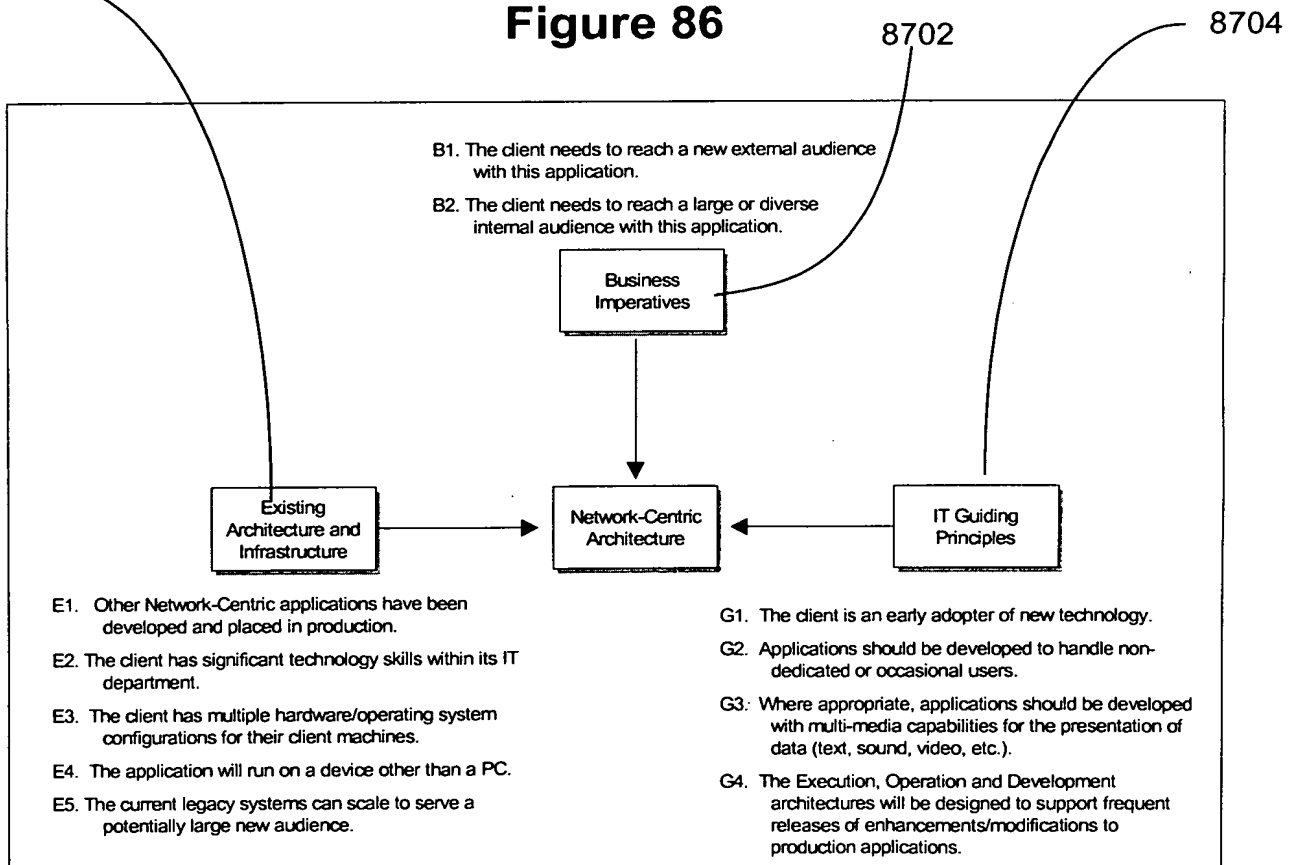 Figure 86
8702
8704
B1. The client needs to reach a new external audience
with this application.
B2. The client needs to reach a large or diverse
internal audience with this application.
Business
Imperatives
Existing
Architecture and
Infrastructure
Network-Centric
Architecture
IT Guiding
Principles
E1. Other Network-Centric applications have been
developed and placed in production.
E2. The client has significant technology skills within its IT
department.
E3. The client has multiple hardware/operating system
configurations for their client machines.
E4. The application will run on a device other than a PC.
E5. The current legacy systems can scale to serve a
potentially large new audience.
G1. The client is an early adopter of new technology.
G2. Applications should be developed to handle non-
dedicated or occasional users.
G3. Where appropriate, applications should be developed
with multi-media capabilities for the presentation of
data (text, sound, video, etc.).
G4. The Execution, Operation and Development
architectures will be designed to support frequent
releases of enhancements/modifications to
production applications.